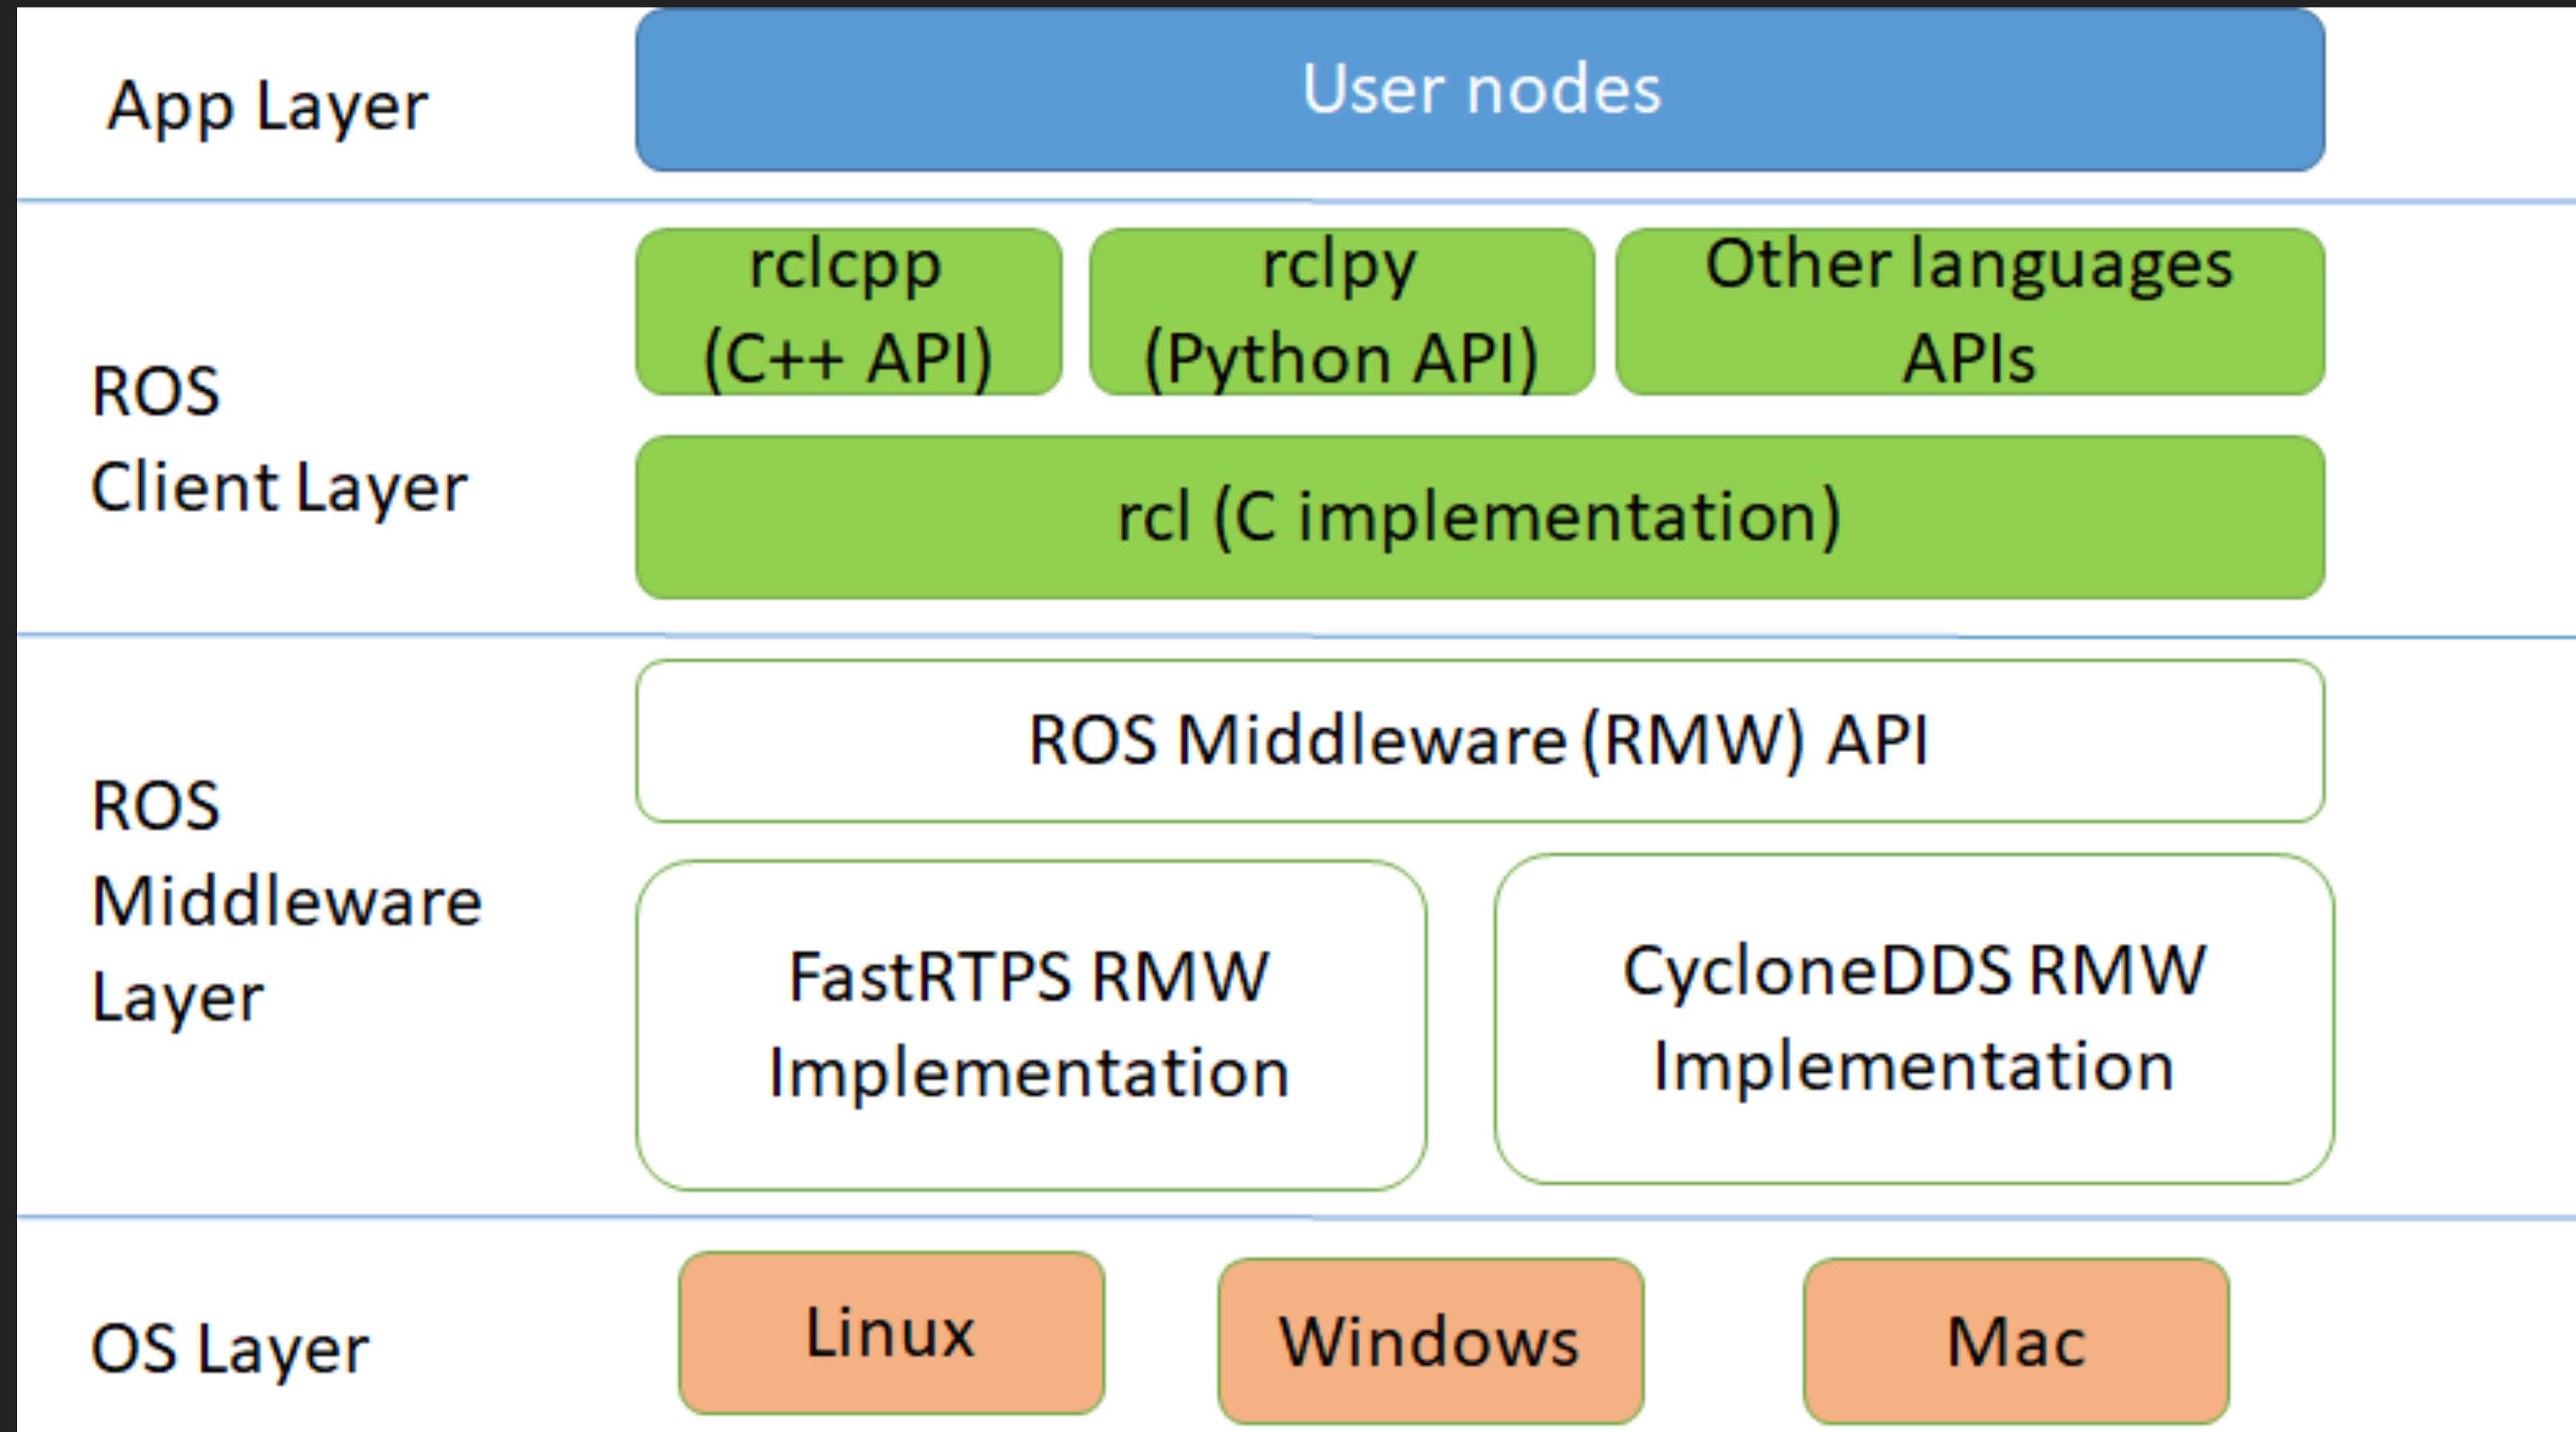 App Layer
User nodes
ROS
Client Layer
rclcpp
(C++ API)
rclpy
(Python API)
Other languages
APIs
rcl (C implementation)
ROS
Middleware
Layer
ROS Middleware (RMW) API
FastRTPS RMW
Implementation
CycloneDDS RMW
Implementation
OS Layer
Linux
Windows
Mac